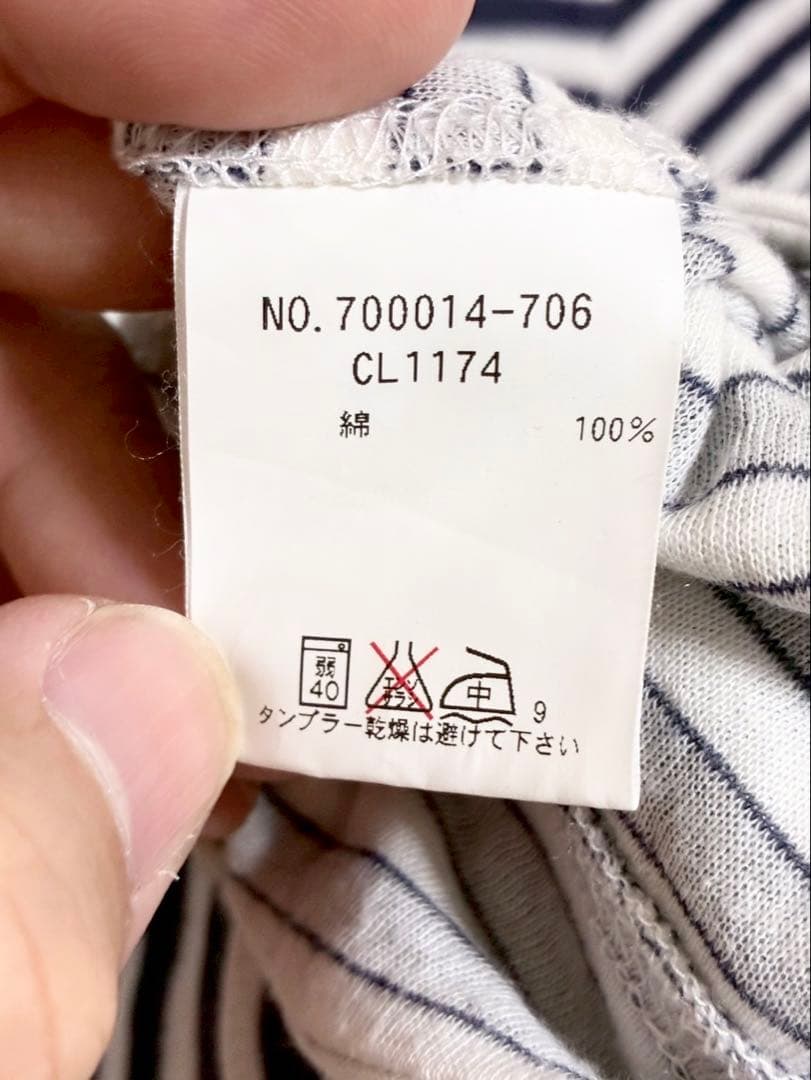 NO. 700014-706
CL1174
綿 100%
弱
40
エンソ
サラシ
中
9
タンブラー乾燥は避けて下さい